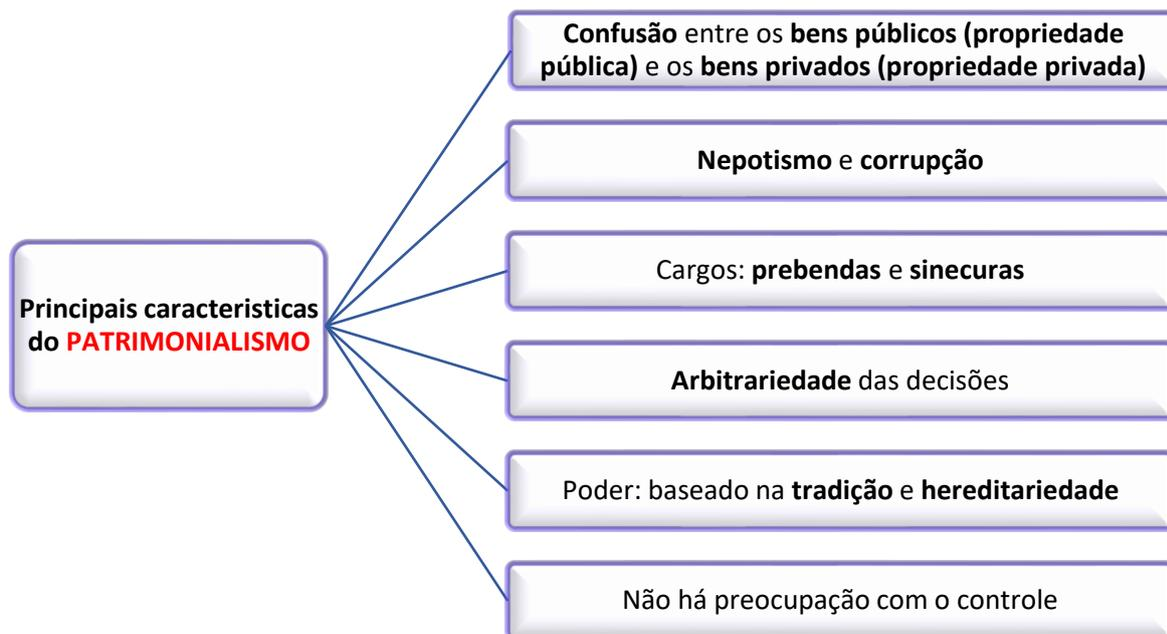 Confusão entre os bens públicos (propriedade
pública) e os bens privados (propriedade privada)
Nepotismo e corrupção
Cargos: prebendas e sinecuras
Principais caracteristicas
do PATRIMONIALISMO
Arbitrariedade das decisões
Poder: baseado na tradição e hereditariedade
Não há preocupação com o controle